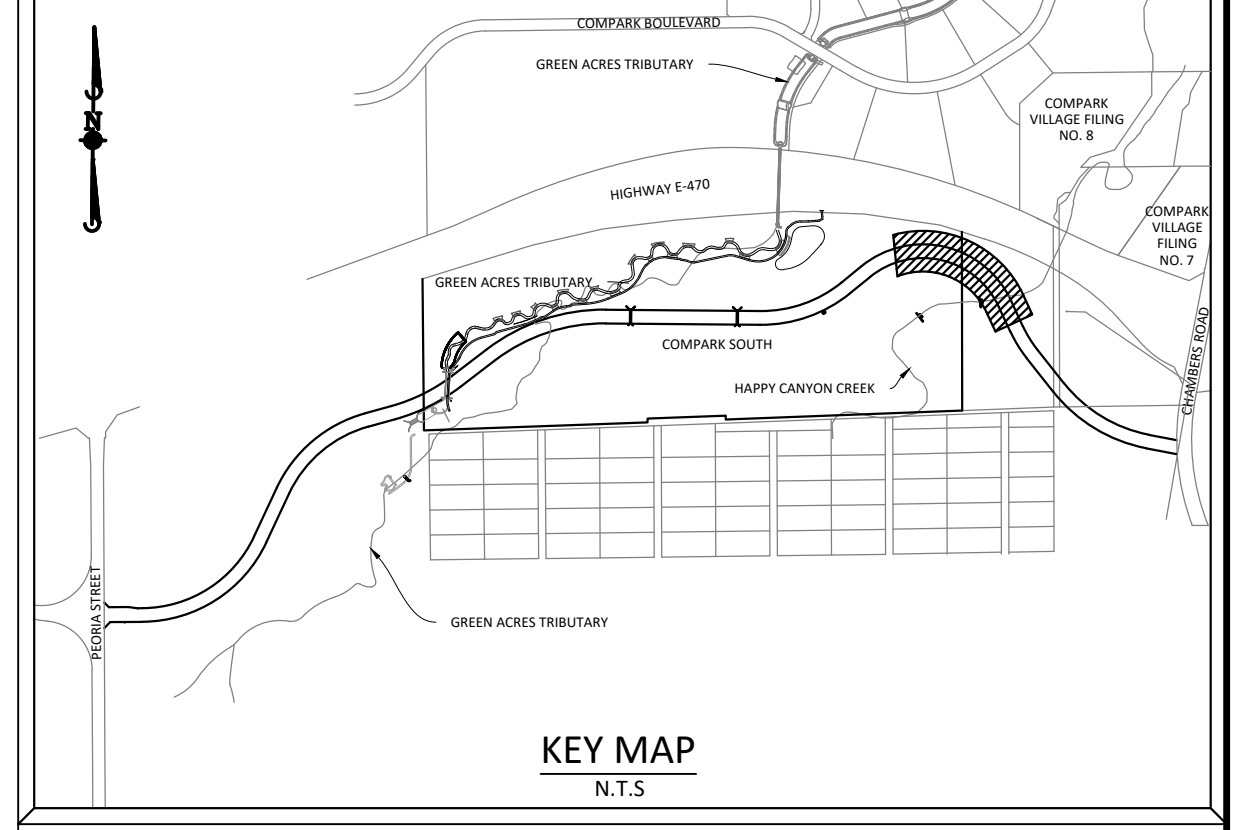 COMPARK BOULEVARD
GREEN ACRES TRIBUTARY
N
COMPARK
VILLAGE FILING
NO. 8
HIGHWAY E-470
COMPARK
VILLAGE
FILING
NO. 7
GREEN ACRES TRIBUTARY
COMPARK SOUTH
CHAMBERS ROAD
HAPPY CANYON CREEK
PEORIA STREET
GREEN ACRES TRIBUTARY
KEY MAP
N.T.S